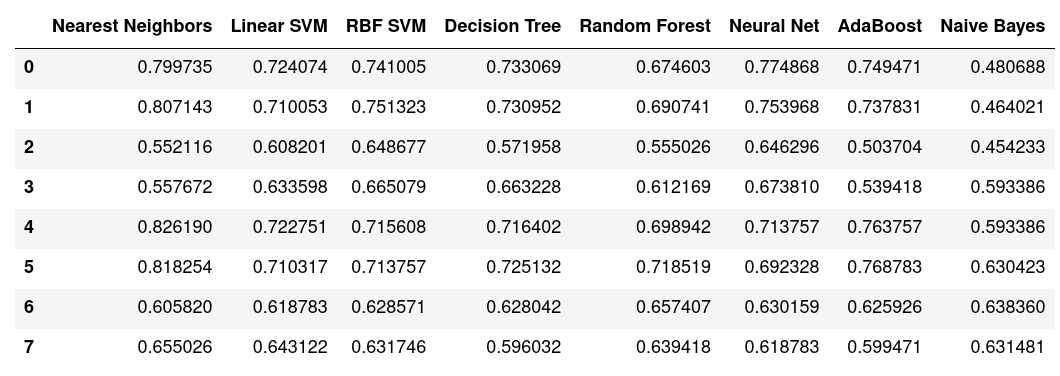 Nearest Neighbors Linear SVM RBF SVM Decision Tree Random Forest Neural Net AdaBoost Naive Bayes
0 0.799735 0.724074 0.741005 0.733069 0.674603 0.774868 0.749471 0.480688
1 0.807143 0.710053 0.751323 0.730952 0.690741 0.753968 0.737831 0.464021
2 0.552116 0.608201 0.648677 0.571958 0.555026 0.646296 0.503704 0.454233
3 0.557672 0.633598 0.665079 0.663228 0.612169 0.673810 0.539418 0.593386
4 0.826190 0.722751 0.715608 0.716402 0.698942 0.713757 0.763757 0.593386
5 0.818254 0.710317 0.713757 0.725132 0.718519 0.692328 0.768783 0.630423
6 0.605820 0.618783 0.628571 0.628042 0.657407 0.630159 0.625926 0.638360
7 0.655026 0.643122 0.631746 0.596032 0.639418 0.618783 0.599471 0.631481